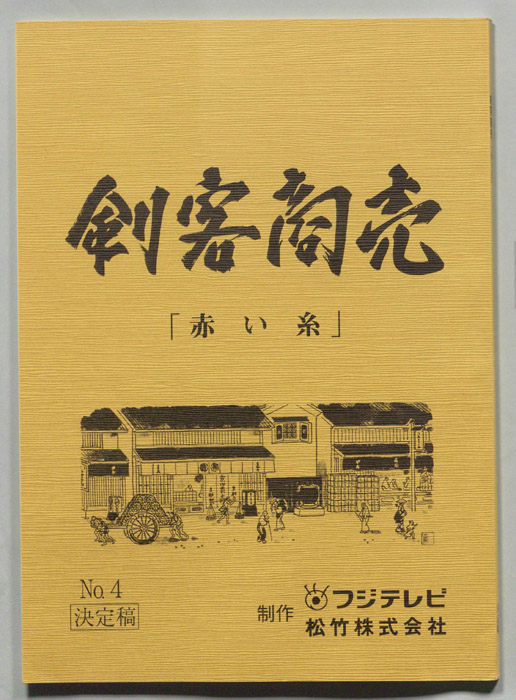 剣客商売
「赤い糸」
No.4
決定稿
制作 フジテレビ
松竹株式会社